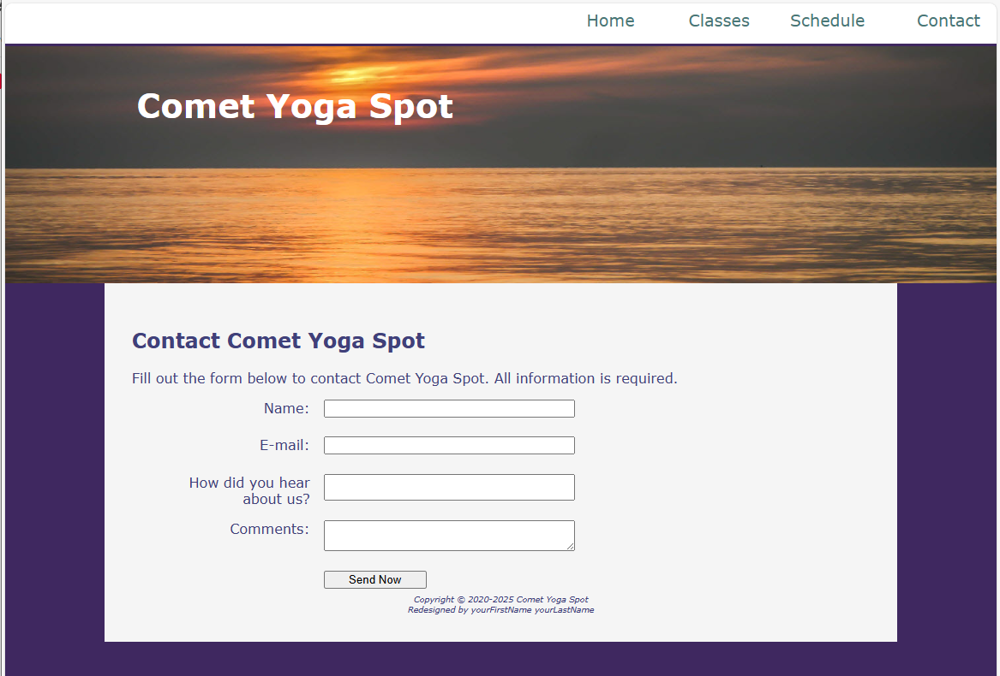 Home Classes Schedule Contact
Comet Yoga Spot
Contact Comet Yoga Spot
Fill out the form below to contact Comet Yoga Spot. All information is required.
Name:
E-mail:
How did you hear
about us?
Comments:
Send Now
Copyright © 2020-2025 Comet Yoga Spot
Redesigned by yourFirstName yourLastName